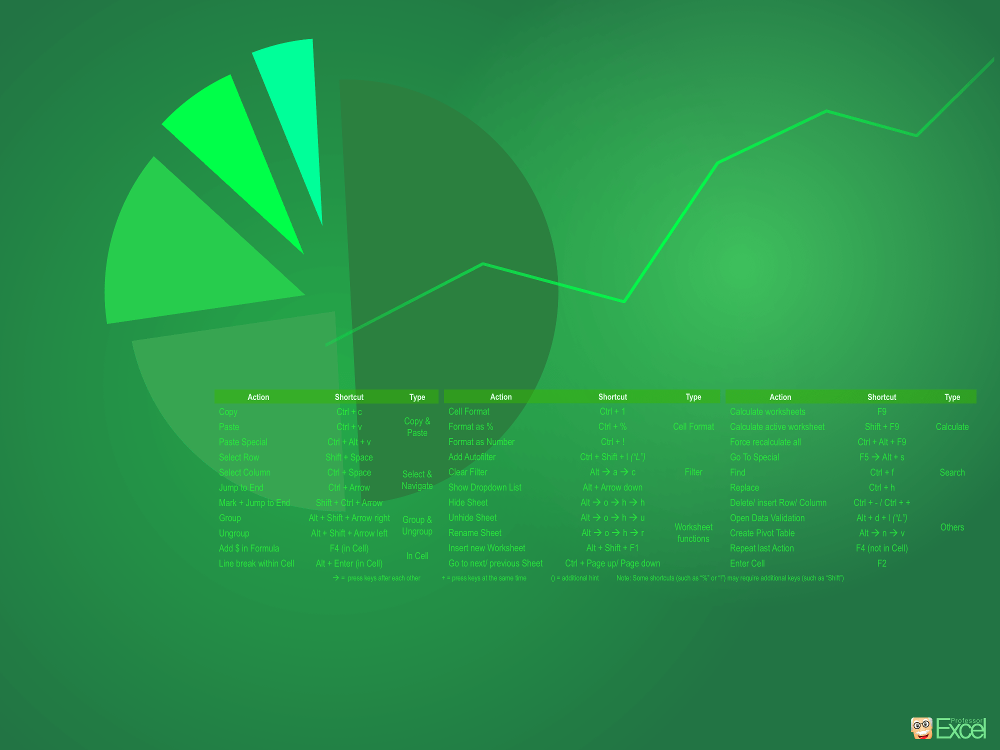 Action Shortcut Type
Copy Ctrl + c
Copy &
Paste
Paste Ctrl + v
Paste Special Ctrl + Alt + v
Select Row Shift + Space
Select Column Ctrl + Space
Select &
Navigate
Jump to End Ctrl + Arrow
Mark + Jump to End Shift + Ctrl + Arrow
Group Alt + Shift + Arrow right
Group &
Ungroup
Ungroup Alt + Shift + Arrow left
Add $ in Formula F4 (in Cell)
In Cell
Line break within Cell Alt + Enter (in Cell)
Action Shortcut Type
Cell Format Ctrl + 1
Format as % Ctrl + % Cell Format
Format as Number Ctrl + !
Add Autofilter Ctrl + Shift + l (“L”)
Clear Filter Alt → a → c Filter
Show Dropdown List Alt + Arrow down
Hide Sheet Alt → o → h → h
Unhide Sheet Alt → o → h → u
Worksheet
functions
Rename Sheet Alt → o → h → r
Insert new Worksheet Alt + Shift + F1
Go to next/ previous Sheet Ctrl + Page up/ Page down
Action Shortcut Type
Calculate worksheets F9
Calculate active worksheet Shift + F9 Calculate
Force recalculate all Ctrl + Alt + F9
Go To Special F5 → Alt + s
Find Ctrl + f Search
Replace Ctrl + h
Delete/ insert Row/ Column Ctrl + - / Ctrl + +
Open Data Validation Alt + d + l (“L”)
Others
Create Pivot Table Alt → n → v
Repeat last Action F4 (not in Cell)
Enter Cell F2
→ = press keys after each other + = press keys at the same time () = additional hint Note: Some shortcuts (such as “%” or “!”) may require additional keys (such as “Shift”)
Professor
Excel